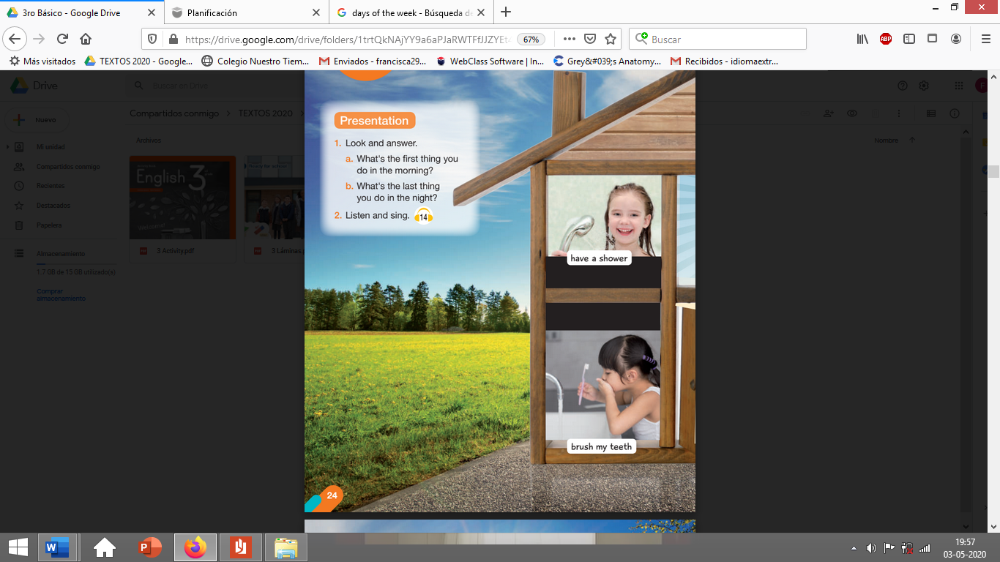 3ro Básico - Google Drive
Planificación
days of the week - Búsqueda de
https://drive.google.com/drive/folders/1trtQkNAjYY9a6aPJaRWTFfJJZYEt
67%
Buscar
Más visitados
TEXTOS 2020 - Google...
Colegio Nuestro Tiem...
Enviados - francisca29...
WebClass Software | In...
Grey&#039;s Anatomy...
Recibidos - idiomaextr...
Drive
Buscar en Drive
Nuevo
Compartidos conmigo
TEXTOS 2020
Archivos
Nombre
Mi unidad
Compartidos conmigo
Recientes
Destacados
Papelera
Almacenamiento
1.7 GB de 15 GB utilizado(s)
Comprar
almacenamiento
English 3
3 Activity.pdf
3 Láminas.p
Presentation
1. Look and answer.
a. What's the first thing you
do in the morning?
b. What's the last thing
you do in the night?
2. Listen and sing. 14
have a shower
brush my teeth
24
19:57
03-05-2020